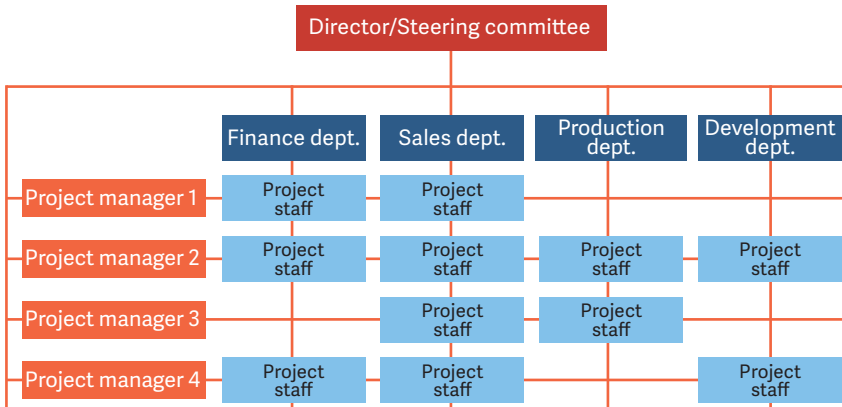 Director/Steering committee
Finance dept.
Sales dept.
Production
dept.
Development
dept.
Project manager 1
Project
staff
Project
staff
Project manager 2
Project
staff
Project
staff
Project
staff
Project
staff
Project manager 3
Project
staff
Project
staff
Project manager 4
Project
staff
Project
staff
Project
staff